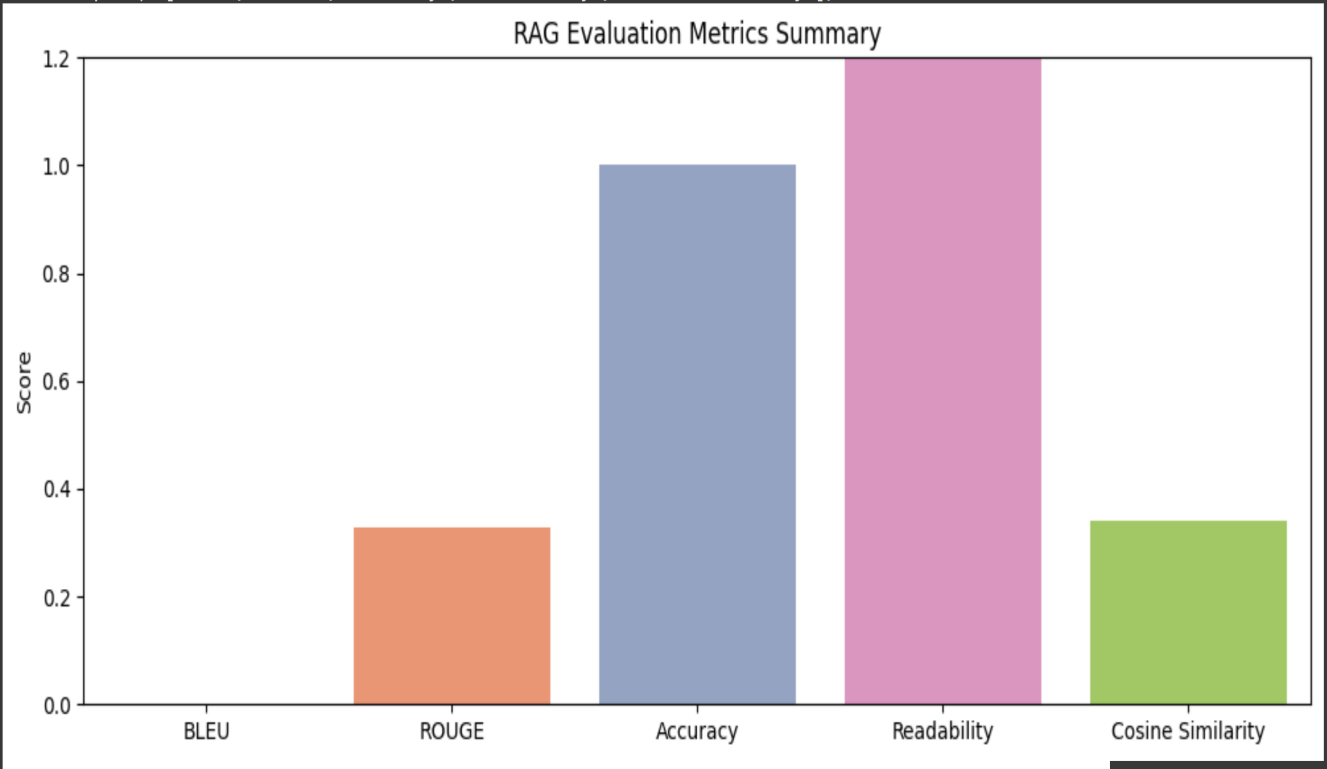 RAG Evaluation Metrics Summary
1.2
1.0
0.8
0.6
0.4
0.2
0.0
Score
BLEU ROUGE Accuracy Readability Cosine Similarity